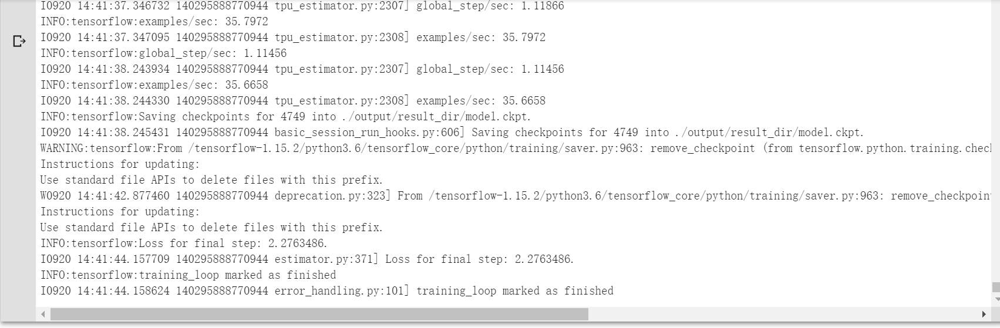 I0920 14:41:37.346732 140295888770944 tpu_estimator.py:2307] global_step/sec: 1.11866
INFO:tensorflow:examples/sec: 35.7972
I0920 14:41:37.347095 140295888770944 tpu_estimator.py:2308] examples/sec: 35.7972
INFO:tensorflow:global_step/sec: 1.11456
I0920 14:41:38.243934 140295888770944 tpu_estimator.py:2307] global_step/sec: 1.11456
INFO:tensorflow:examples/sec: 35.6658
I0920 14:41:38.244330 140295888770944 tpu_estimator.py:2308] examples/sec: 35.6658
INFO:tensorflow:Saving checkpoints for 4749 into ./output/result_dir/model.ckpt.
I0920 14:41:38.245431 140295888770944 basic_session_run_hooks.py:606] Saving checkpoints for 4749 into ./output/result_dir/model.ckpt.
WARNING:tensorflow:From /tensorflow-1.15.2/python3.6/tensorflow_core/python/training/saver.py:963: remove_checkpoint (from tensorflow.python.training.chec
Instructions for updating:
Use standard file APIs to delete files with this prefix.
W0920 14:41:42.877460 140295888770944 deprecation.py:323] From /tensorflow-1.15.2/python3.6/tensorflow_core/python/training/saver.py:963: remove_checkpoin
Instructions for updating:
Use standard file APIs to delete files with this prefix.
INFO:tensorflow:Loss for final step: 2.2763486.
I0920 14:41:44.157709 140295888770944 estimator.py:371] Loss for final step: 2.2763486.
INFO:tensorflow:training_loop marked as finished
I0920 14:41:44.158624 140295888770944 error_handling.py:101] training_loop marked as finished